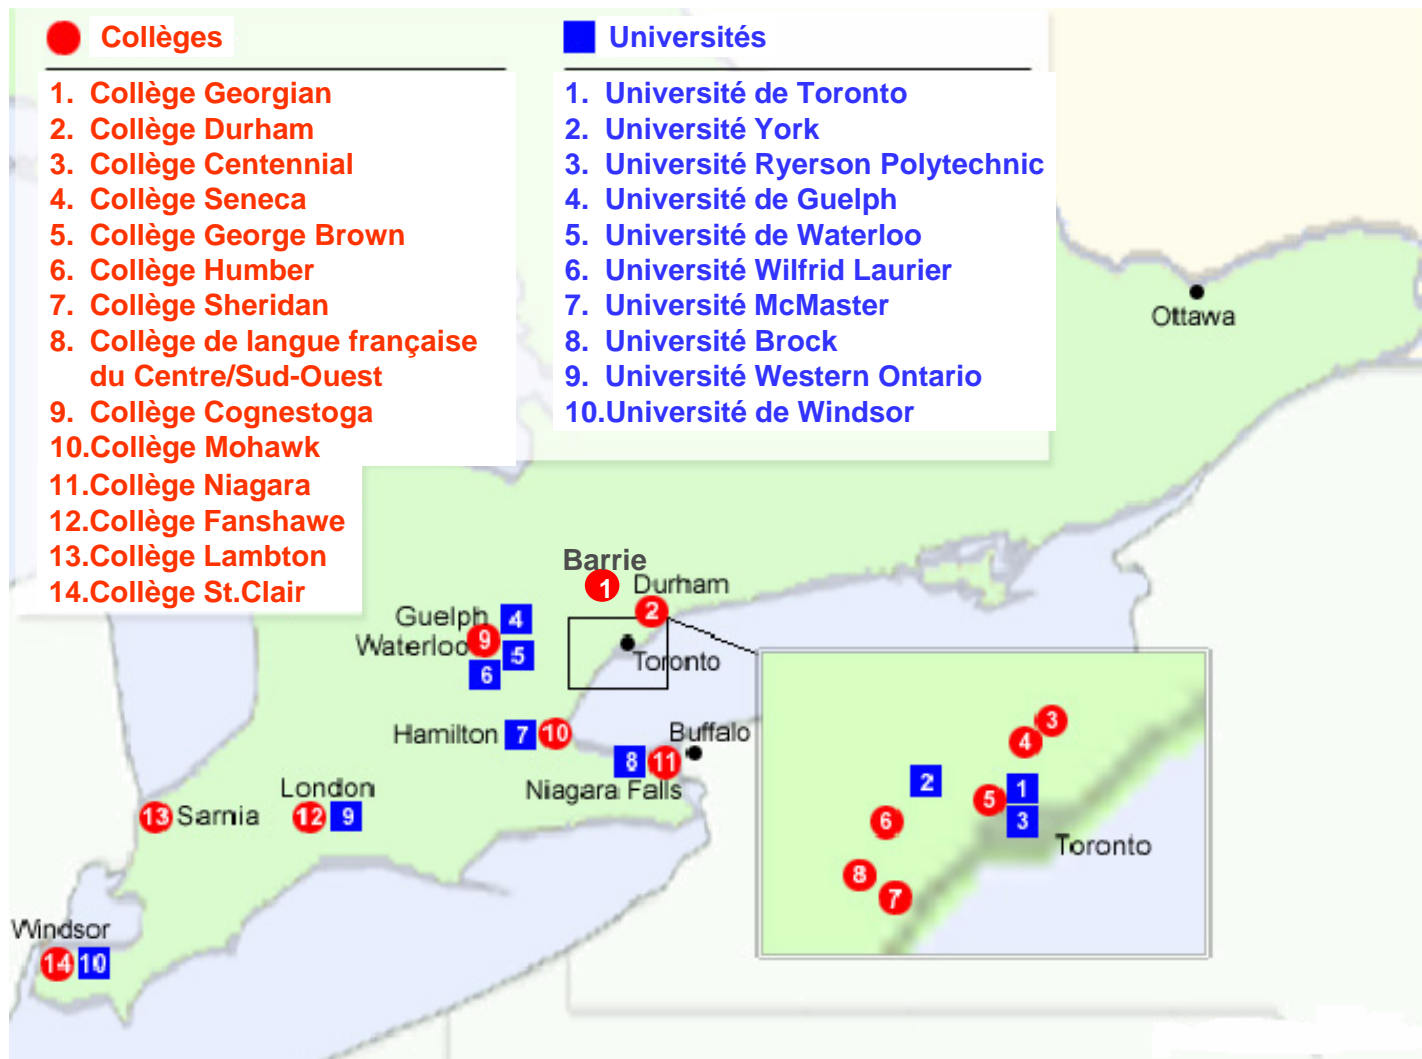 Collèges
1. Collège Georgian
2. Collège Durham
3. Collège Centennial
4. Collège Seneca
5. Collège George Brown
6. Collège Humber
7. Collège Sheridan
8. Collège de langue française
du Centre/Sud-Ouest
9. Collège Cognestoga
10.Collège Mohawk
11.Collège Niagara
12.Collège Fanshawe
13.Collège Lambton
14.Collège St.Clair
Universités
1. Université de Toronto
2. Université York
3. Université Ryerson Polytechnic
4. Université de Guelph
5. Université de Waterloo
6. Université Wilfrid Laurier
7. Université McMaster
8. Université Brock
9. Université Western Ontario
10.Université de Windsor
Ottawa
Barrie
1
Durham
2
Guelph 4
Waterloo 9
5
6
Toronto
Hamilton 7 10
Buffalo
8 11
Niagara Falls
London
13 Sarnia
12 9
Windsor
14 10
3
4
2
1
5
6
3
Toronto
8
7